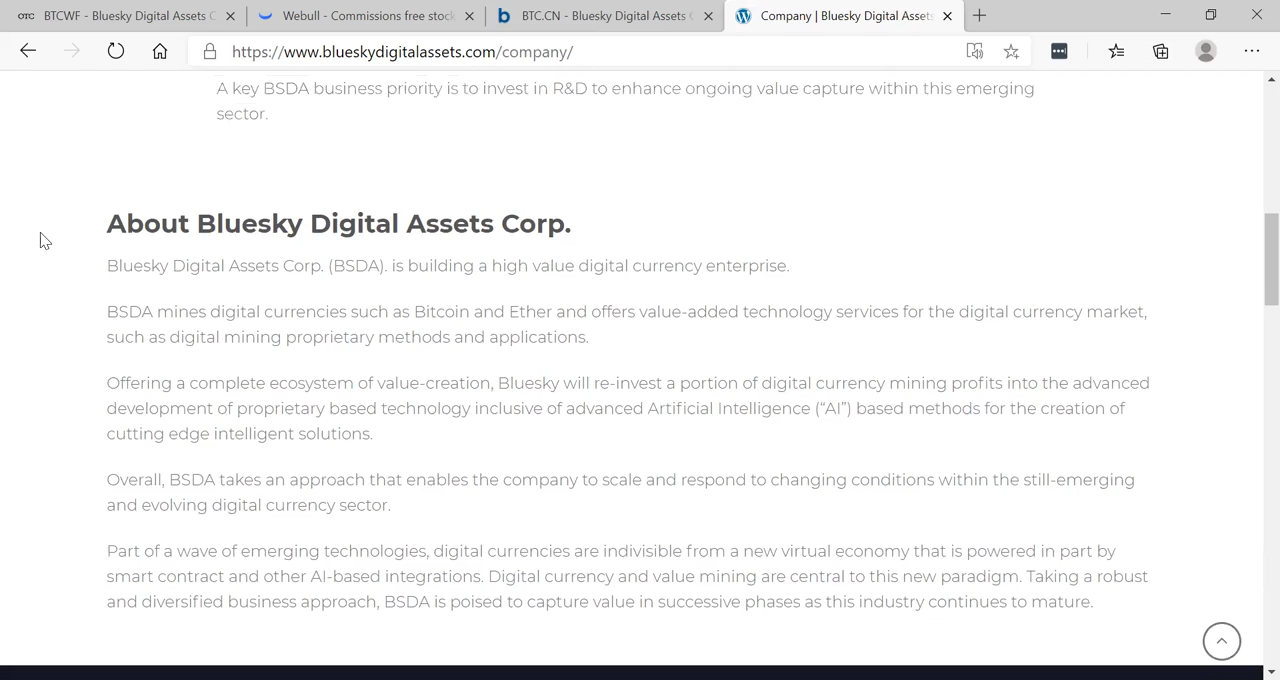 OTC BTCWF - Bluesky Digital Assets C
Webull - Commissions free stock
b BTC.CN - Bluesky Digital Assets
Company | Bluesky Digital Assets
https://www.blueskydigitalassets.com/company/
A key BSDA business priority is to invest in R&D to enhance ongoing value capture within this emerging
sector.
About Bluesky Digital Assets Corp.
Bluesky Digital Assets Corp. (BSDA). is building a high value digital currency enterprise.
BSDA mines digital currencies such as Bitcoin and Ether and offers value-added technology services for the digital currency market,
such as digital mining proprietary methods and applications.
Offering a complete ecosystem of value-creation, Bluesky will re-invest a portion of digital currency mining profits into the advanced
development of proprietary based technology inclusive of advanced Artificial Intelligence (“AI”) based methods for the creation of
cutting edge intelligent solutions.
Overall, BSDA takes an approach that enables the company to scale and respond to changing conditions within the still-emerging
and evolving digital currency sector.
Part of a wave of emerging technologies, digital currencies are indivisible from a new virtual economy that is powered in part by
smart contract and other AI-based integrations. Digital currency and value mining are central to this new paradigm. Taking a robust
and diversified business approach, BSDA is poised to capture value in successive phases as this industry continues to mature.